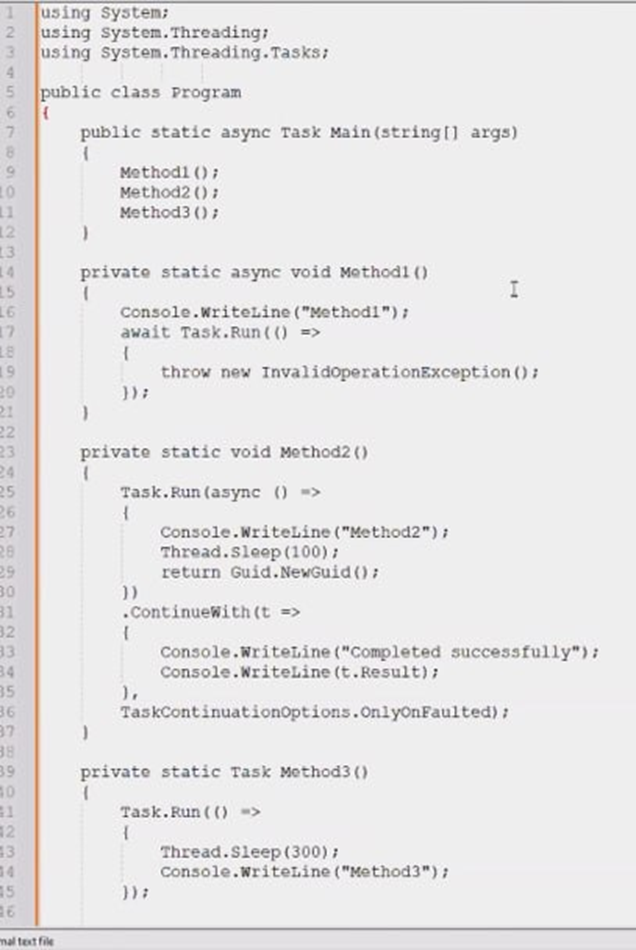 1 using System;
2 using System.Threading;
3 using System.Threading.Tasks;
4
5 public class Program
6 {
7 public static async Task Main(string[] args)
8 {
9 Method1();
10 Method2();
11 Method3();
12 }
13
14 private static async void Method1()
15 {
16 Console.WriteLine("Method1");
17 await Task.Run(() =>
18 {
19 throw new InvalidOperationException();
20 });
21 }
22
23 private static void Method2()
24 {
25 Task.Run(async () =>
26 {
27 Console.WriteLine("Method2");
28 Thread.Sleep(100);
29 return Guid.NewGuid();
30 })
31 .ContinueWith(t =>
32 {
33 Console.WriteLine("Completed successfully");
34 Console.WriteLine(t.Result);
35 },
36 TaskContinuationOptions.OnlyOnFaulted);
37 }
38
39 private static Task Method3()
40 {
41 Task.Run(() =>
42 {
43 Thread.Sleep(300);
44 Console.WriteLine("Method3");
45 });
46
mal text file